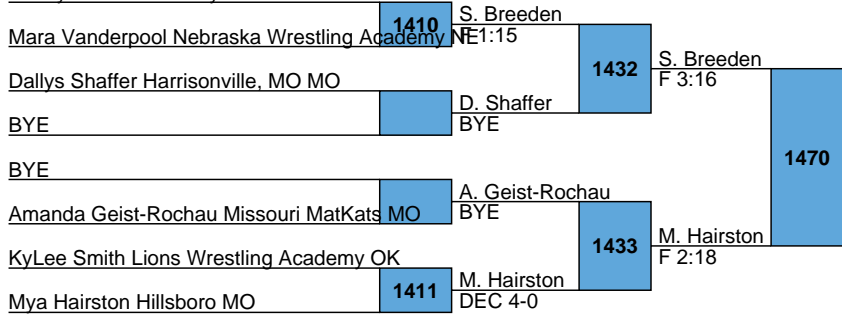 1410
S. Breeden
Mara Vanderpool Nebraska Wrestling Academy NE
F 1:15
1432
S. Breeden
F 3:16
Dallys Shaffer Harrisonville, MO MO
D. Shaffer
BYE
BYE
1470
BYE
A. Geist-Rochau
BYE
Amanda Geist-Rochau Missouri MatKats MO
1433
M. Hairston
F 2:18
KyLee Smith Lions Wrestling Academy OK
1411
M. Hairston
DEC 4-0
Mya Hairston Hillsboro MO